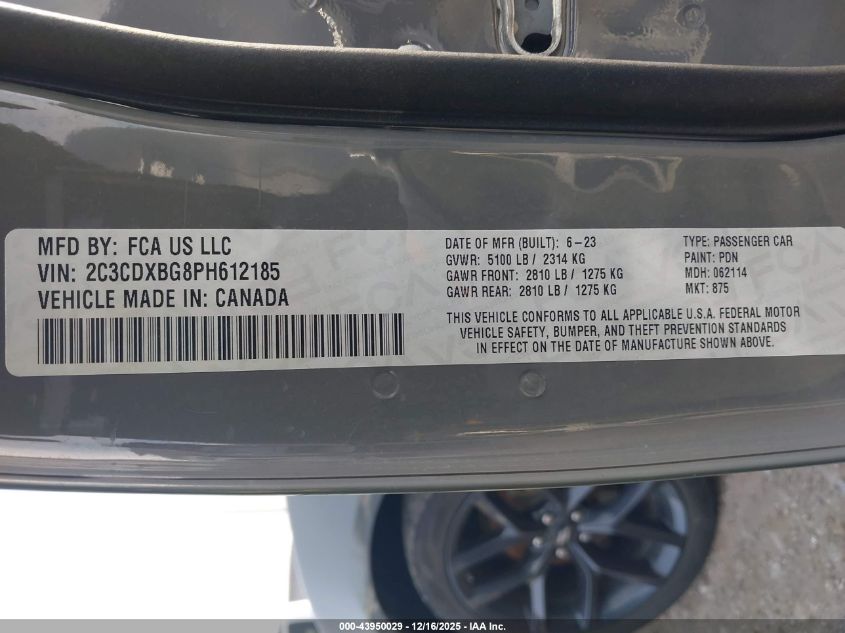 MFD BY: FCA US LLC
VIN: 2C3CDXBG8PH612185
VEHICLE MADE IN: CANADA
DATE OF MFR (BUILT): 6-23
GVWR: 5100 LB / 2314 KG
GAWR FRONT: 2810 LB / 1275 KG
GAWR REAR: 2810 LB / 1275 KG
TYPE: PASSENGER CAR
PAINT: PDN
MDH: 062114
MKT: 875
THIS VEHICLE CONFORMS TO ALL APPLICABLE U.S.A. FEDERAL MOTOR
VEHICLE SAFETY, BUMPER, AND THEFT PREVENTION STANDARDS
IN EFFECT ON THE DATE OF MANUFACTURE SHOWN ABOVE.
000-43950029 - 12/16/2025 - IAA Inc.